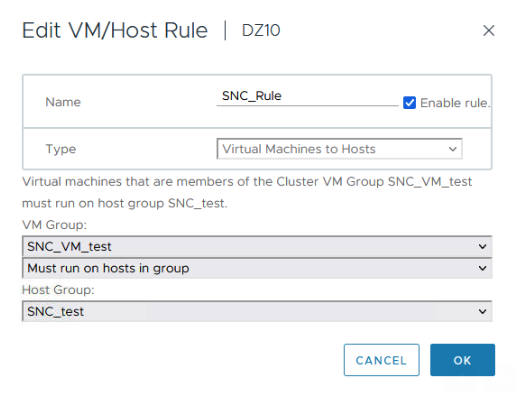 Edit VM/Host Rule | DZ10
Name SNC_Rule Enable rule.
Type Virtual Machines to Hosts
Virtual machines that are members of the Cluster VM Group SNC_VM_test
must run on host group SNC_test.
VM Group:
SNC_VM_test
Must run on hosts in group
Host Group:
SNC_test
CANCEL OK